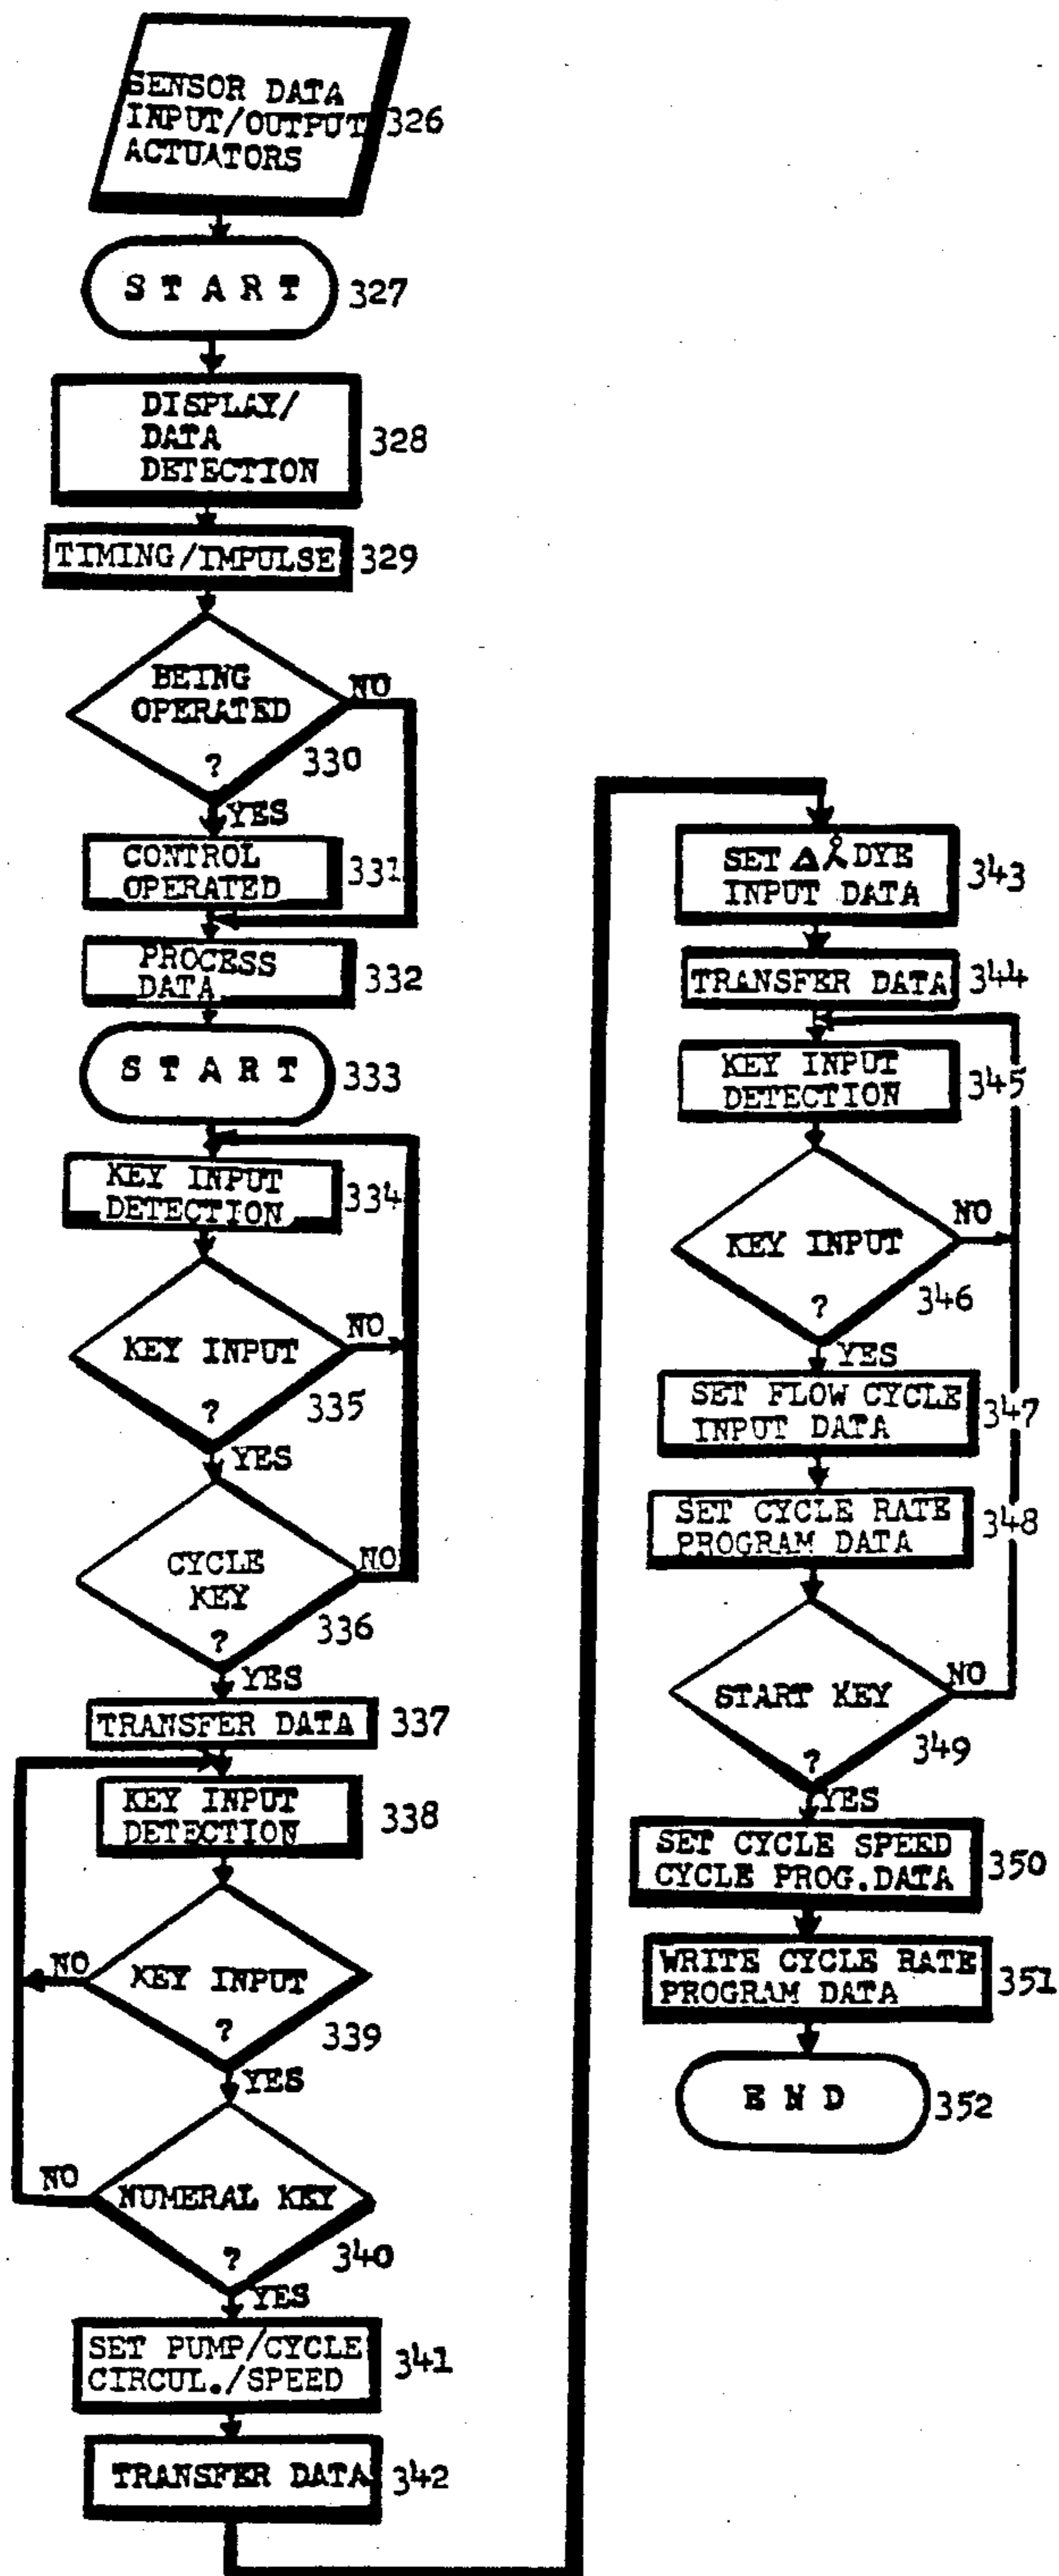 SENSOR DATA
INPUT/OUTPUT 326
ACTUATORS
START 327
DISPLAY/
DATA 328
DETECTION
TIMING/IMPULSE 329
BEING
OPERATED
? 330
NO
YES
CONTROL
OPERATED 331
PROCESS
DATA 332
START 333
KEY INPUT
DETECTION 334
KEY INPUT
? 335
NO
YES
CYCLE
KEY
? 336
NO
YES
TRANSFER DATA 337
KEY INPUT
DETECTION 338
KEY INPUT
? 339
NO
YES
NUMERAL KEY
? 340
NO
YES
SET PUMP/CYCLE
CIRCUL./SPEED 341
TRANSFER DATA 342
SET Δ DYE
INPUT DATA 343
TRANSFER DATA 344
KEY INPUT
DETECTION 345
KEY INPUT
? 346
NO
YES
SET FLOW CYCLE
INPUT DATA 347
SET CYCLE RATE
PROGRAM DATA 348
START KEY
? 349
NO
YES
SET CYCLE SPEED
CYCLE PROG.DATA 350
WRITE CYCLE RATE
PROGRAM DATA 351
END 352